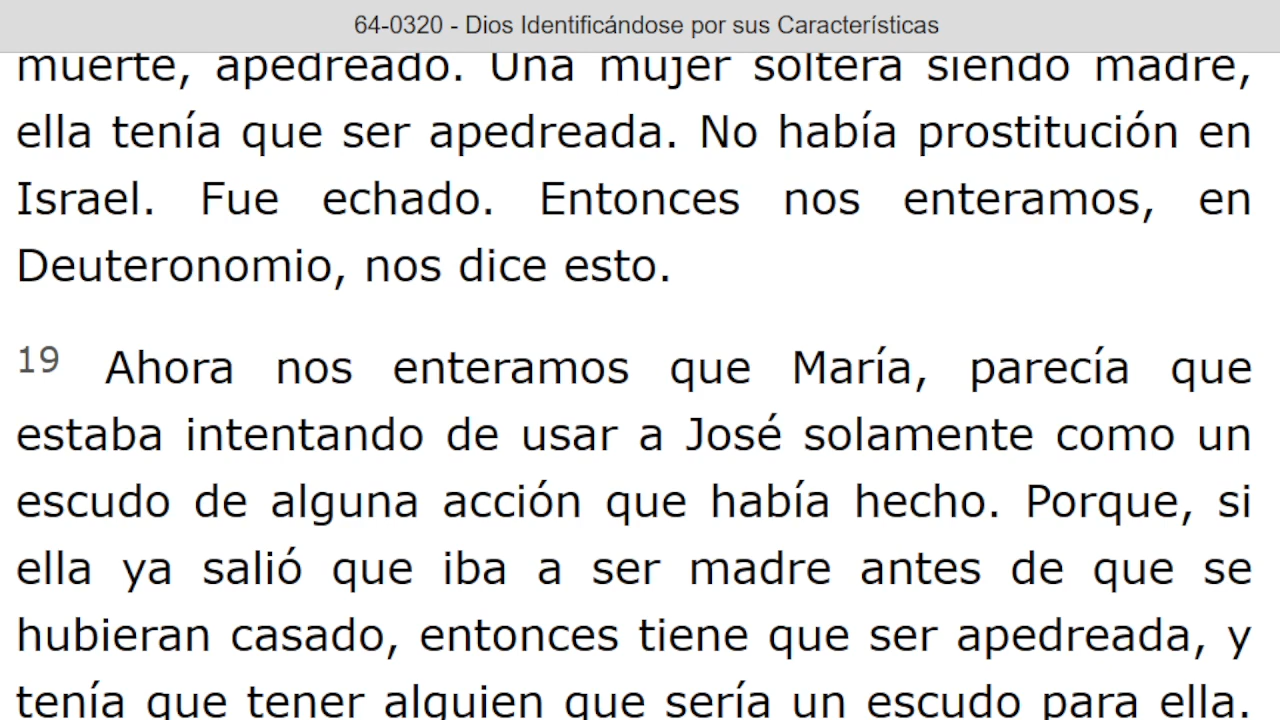 64-0320 - Dios Identificándose por sus Características
muerte, apedreado. Una mujer soltera siendo madre,
ella tenía que ser apedreada. No había prostitución en
Israel. Fue echado. Entonces nos enteramos, en
Deuteronomio, nos dice esto.
19 Ahora nos enteramos que María, parecía que
estaba intentando de usar a José solamente como un
escudo de alguna acción que había hecho. Porque, si
ella ya salió que iba a ser madre antes de que se
hubieran casado, entonces tiene que ser apedreada, y
tenía que tener alguien que sería un escudo para ella.